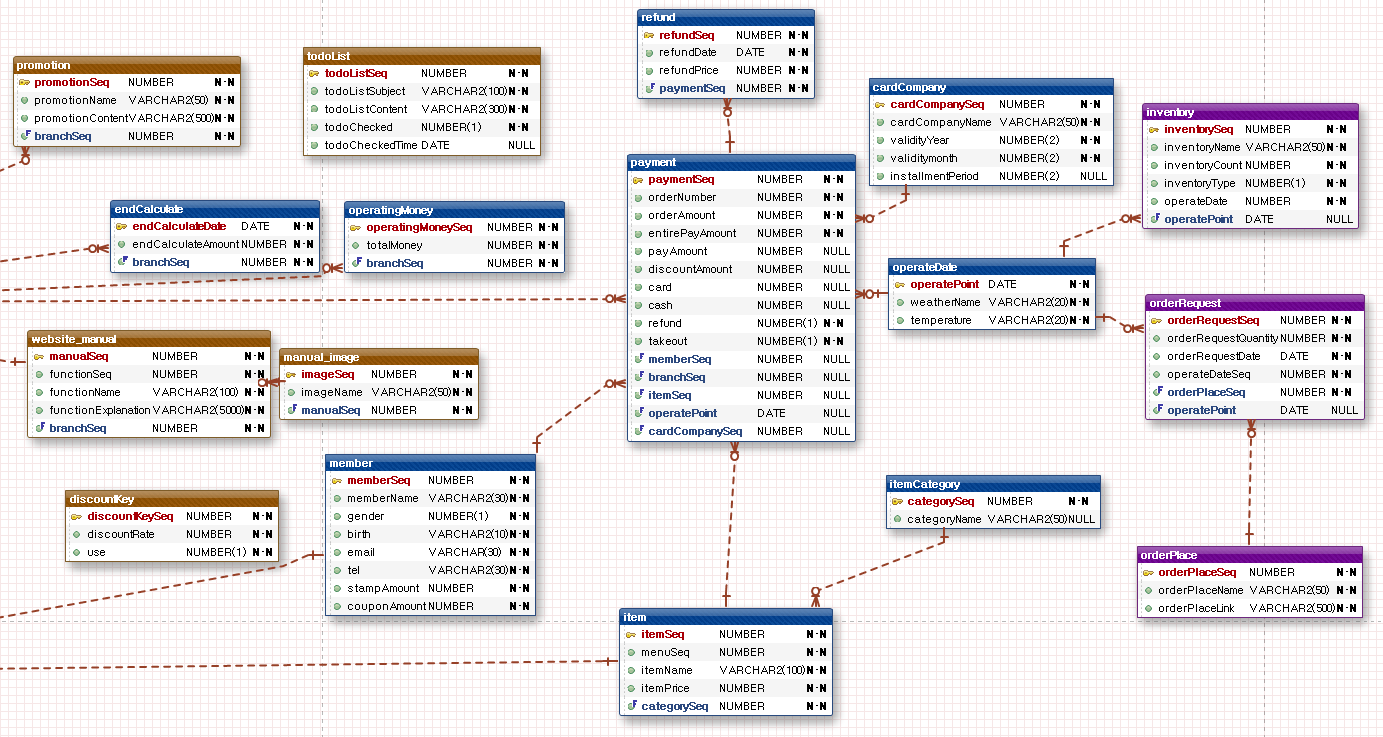 refund
refundSeq NUMBER N-N
refundDate DATE N-N
refundPrice NUMBER N-N
paymentSeq NUMBER N-N
promotion
promotionSeq NUMBER N-N
promotionName VARCHAR2(50) N-N
promotionContent VARCHAR2(500) N-N
branchSeq NUMBER N-N
todoList
todoListSeq NUMBER N-N
todoListSubject VARCHAR2(100) N-N
todoListContent VARCHAR2(300) N-N
todoChecked NUMBER(1) N-N
todoCheckedTime DATE NULL
cardCompany
cardCompanySeq NUMBER N-N
cardCompanyName VARCHAR2(50) N-N
validityYear NUMBER(2) N-N
validitymonth NUMBER(2) N-N
installmentPeriod NUMBER(2) NULL
inventory
inventorySeq NUMBER N-N
inventoryName VARCHAR2(50) N-N
inventoryCount NUMBER N-N
inventoryType NUMBER(1) N-N
operateDate NUMBER N-N
operatePoint DATE NULL
payment
paymentSeq NUMBER N-N
orderNumber NUMBER N-N
orderAmount NUMBER N-N
entirePayAmount NUMBER N-N
payAmount NUMBER NULL
discountAmount NUMBER NULL
card NUMBER NULL
cash NUMBER NULL
refund NUMBER(1) N-N
takeout NUMBER(1) N-N
memberSeq NUMBER NULL
branchSeq NUMBER NULL
itemSeq NUMBER NULL
operatePoint DATE NULL
cardCompanySeq NUMBER NULL
endCalculate
endCalculateDate DATE N-N
endCalculateAmount NUMBER N-N
branchSeq NUMBER N-N
operatingMoney
operatingMoneySeq NUMBER N-N
totalMoney NUMBER N-N
branchSeq NUMBER N-N
operateDate
operatePoint DATE N-N
weatherName VARCHAR2(20) N-N
temperature VARCHAR2(20) N-N
orderRequest
orderRequestSeq NUMBER N-N
orderRequestQuantity NUMBER N-N
orderRequestDate DATE N-N
operateDateSeq NUMBER N-N
orderPlaceSeq NUMBER N-N
operatePoint DATE NULL
website_manual
manualSeq NUMBER N-N
functionSeq NUMBER N-N
functionName VARCHAR2(100) N-N
functionExplanation VARCHAR2(5000) N-N
branchSeq NUMBER N-N
manual_image
imageSeq NUMBER N-N
imageName VARCHAR2(50) N-N
manualSeq NUMBER N-N
member
memberSeq NUMBER N-N
memberName VARCHAR2(30) N-N
gender NUMBER(1) N-N
birth VARCHAR2(10) N-N
email VARCHAR(30) N-N
tel VARCHAR2(30) N-N
stampAmount NUMBER N-N
couponAmount NUMBER N-N
discountKey
discountKeySeq NUMBER N-N
discountRate NUMBER N-N
use NUMBER(1) N-N
itemCategory
categorySeq NUMBER N-N
categoryName VARCHAR2(50) NULL
orderPlace
orderPlaceSeq NUMBER N-N
orderPlaceName VARCHAR2(50) N-N
orderPlaceLink VARCHAR2(500) N-N
item
itemSeq NUMBER N-N
menuSeq NUMBER N-N
itemName VARCHAR2(100) N-N
itemPrice NUMBER N-N
categorySeq NUMBER N-N